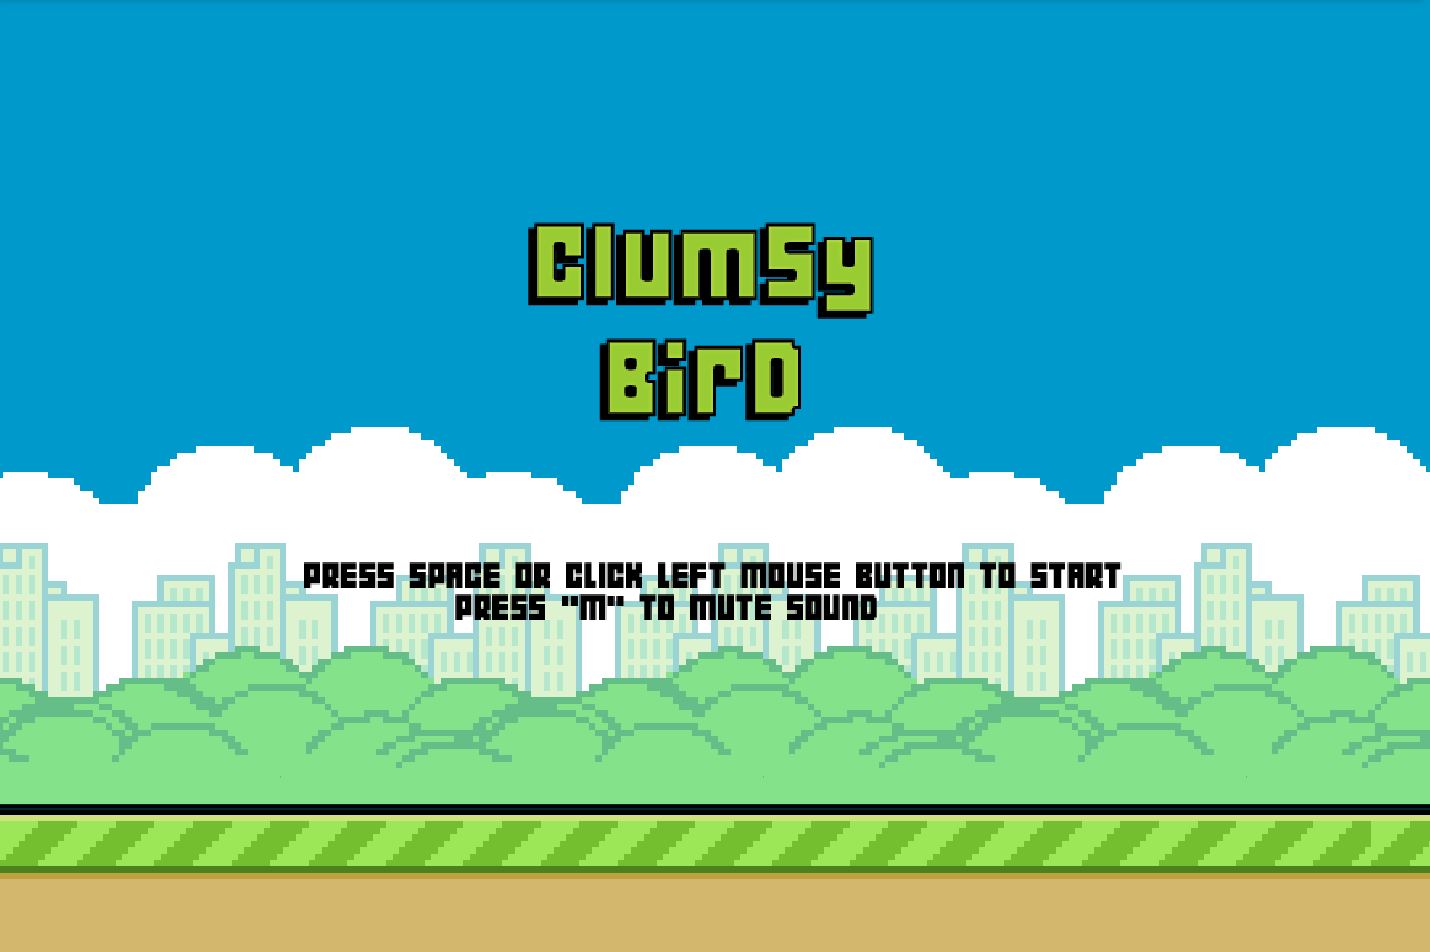 Clumsy
Bird
PRESS SPACE OR CLICK LEFT MOUSE BUTTON TO START
PRESS "M" TO MUTE SOUND